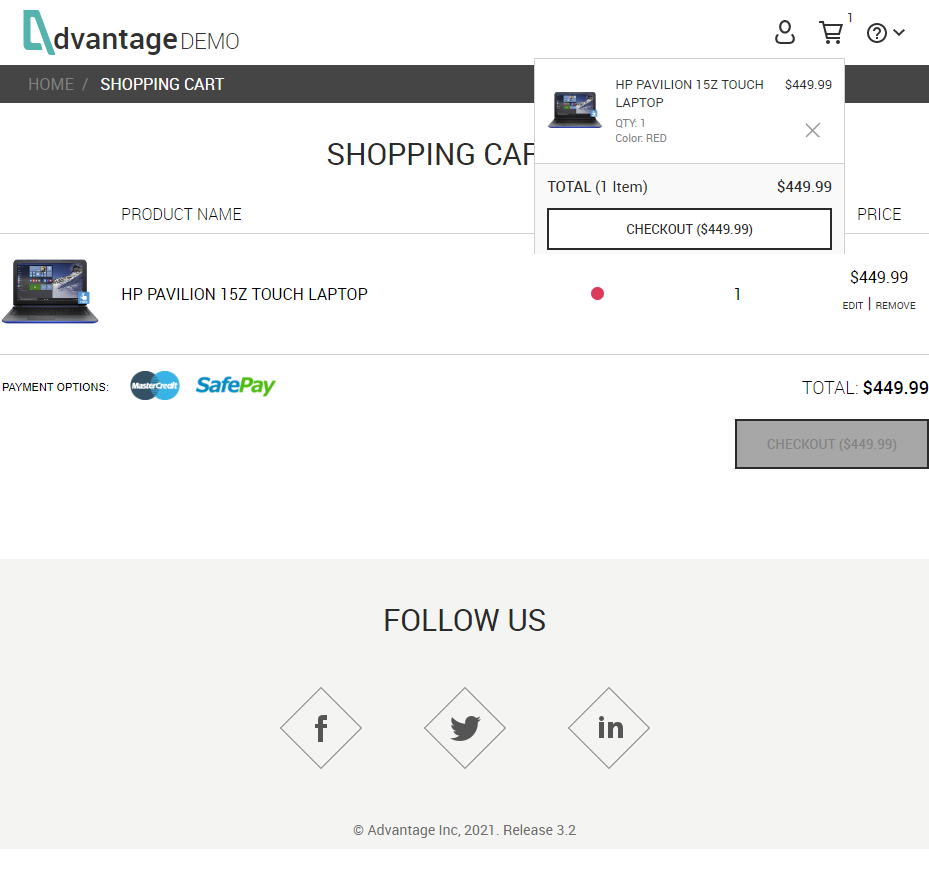 dvantage DEMO
1
HOME / SHOPPING CART
HP PAVILION 15Z TOUCH LAPTOP $449.99
QTY: 1
Color: RED
TOTAL (1 Item) $449.99
CHECKOUT ($449.99)
SHOPPING CAR
PRODUCT NAME PRICE
HP PAVILION 15Z TOUCH LAPTOP 1 $449.99
EDIT | REMOVE
PAYMENT OPTIONS: MasterCredit SafePay TOTAL: $449.99
CHECKOUT ($449.99)
FOLLOW US
f in
© Advantage Inc, 2021. Release 3.2